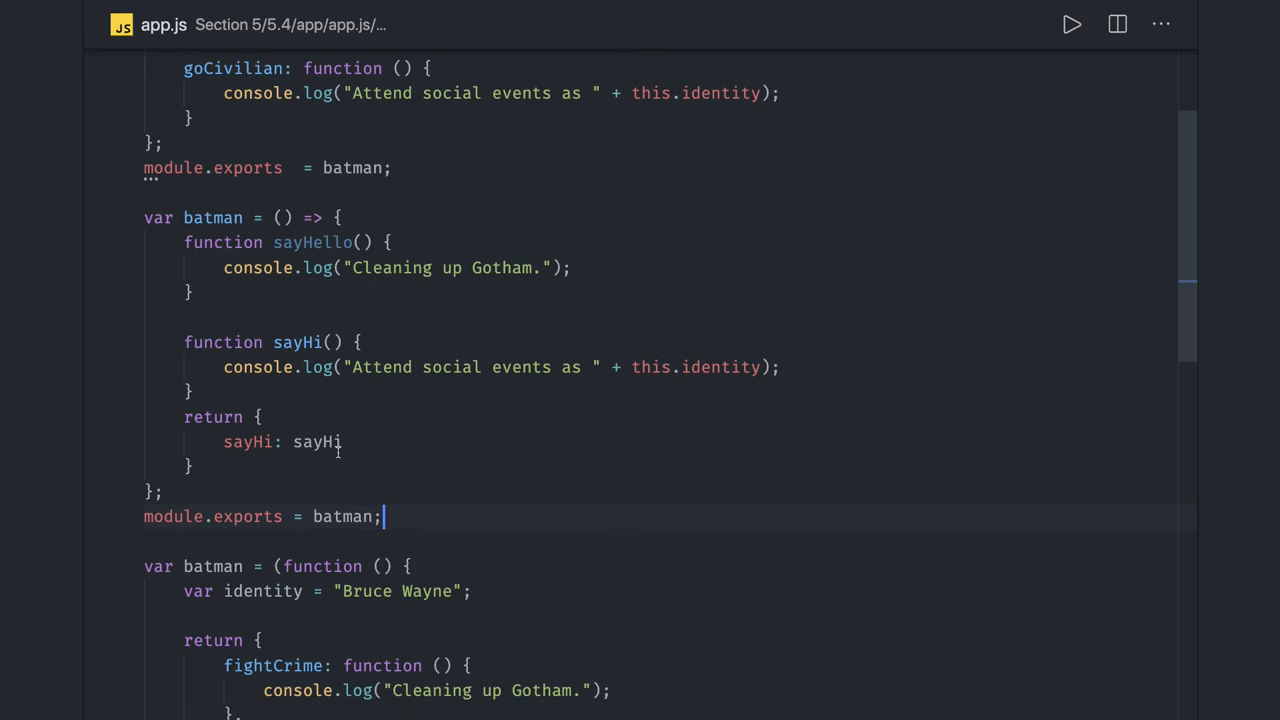 JS app.js Section 5/5.4/app/app.js/...
goCivilian: function () {
console.log("Attend social events as " + this.identity);
}
};
module.exports  = batman;
var batman = () => {
function sayHello() {
console.log("Cleaning up Gotham.");
}
function sayHi() {
console.log("Attend social events as " + this.identity);
}
return {
sayHi: sayHi
}
};
module.exports = batman;
var batman = (function () {
var identity = "Bruce Wayne";
return {
fightCrime: function () {
console.log("Cleaning up Gotham.");
},